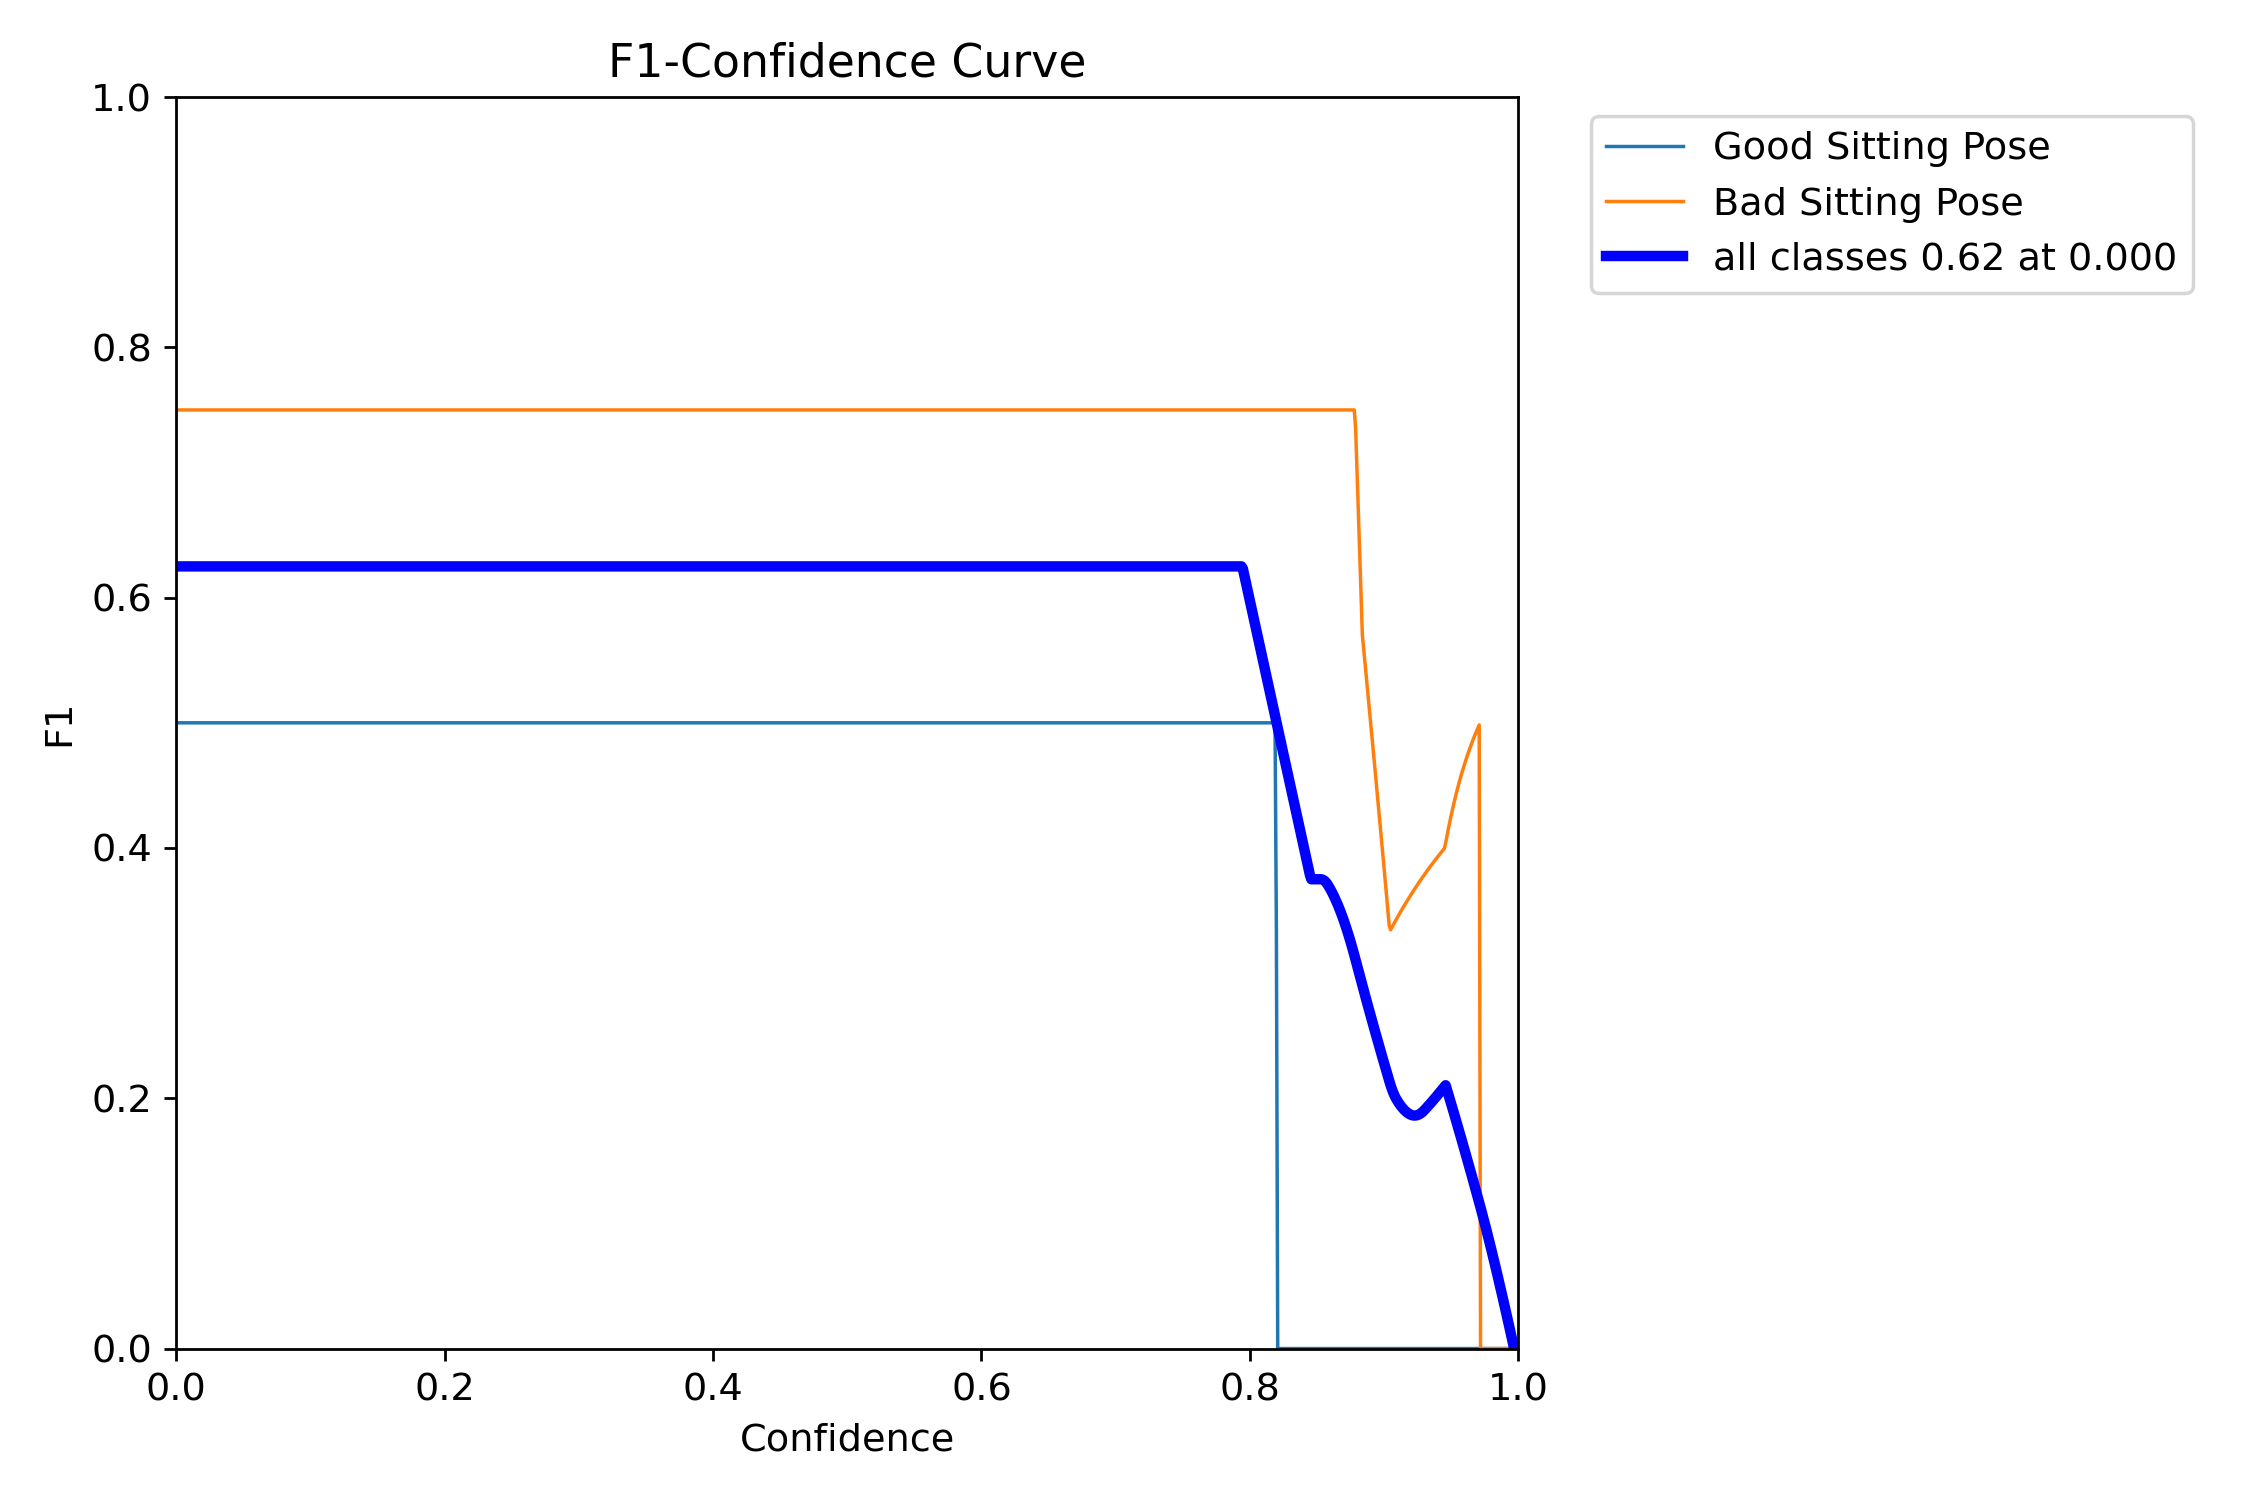 F1-Confidence Curve
Good Sitting Pose
Bad Sitting Pose
all classes 0.62 at 0.000
1.0
0.8
0.6
0.4
0.2
0.0
F1
0.0 0.2 0.4 0.6 0.8 1.0
Confidence